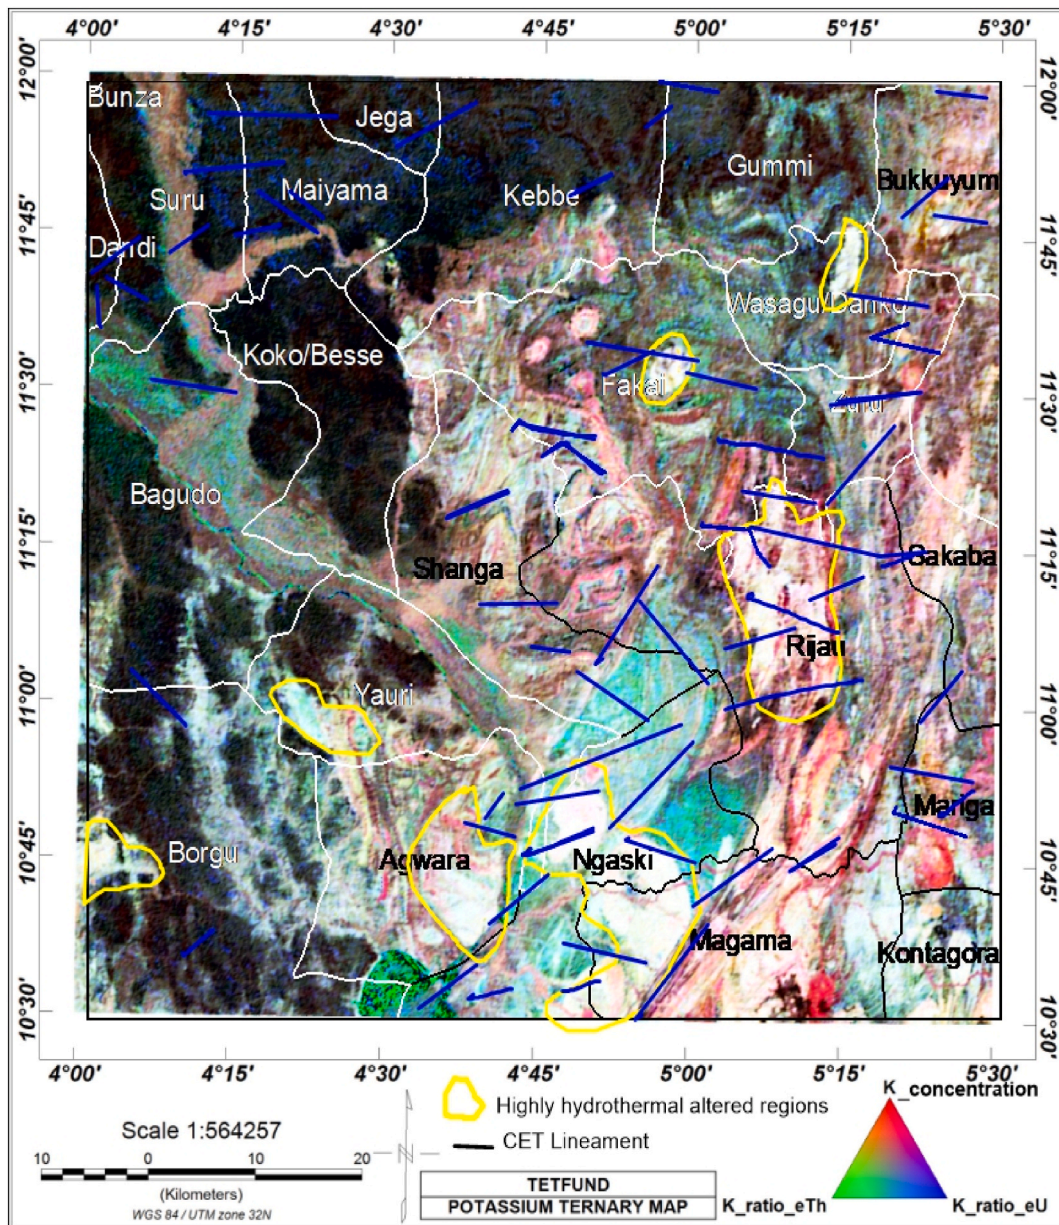 4°00' 4°15' 4°30' 4°45' 5°00' 5°15' 5°30'
12°00' 12°00'
Bunza
Jega
Gummi
Bukkuyum
Suru Maiyama Kebbe
11°45' 11°45'
Dandi
Wasagu/Danko
Koko/Besse
Fakai
Zuru
11°30' 11°30'
Bagudo
11°15' 11°15'
Shanga Sakaba
Rijau
11°00' 11°00'
Yauri
Mariga
10°45' 10°45'
Borgu Agwara Ngaski
Magama Kontagora
10°30' 10°30'
4°00' 4°15' 4°30' 4°45' 5°00' 5°15' 5°30'
Scale 1:564257
10 0 10 20
(Kilometers)
WGS 84 / UTM zone 32N
N
Highly hydrothermal altered regions
CET Lineament
TETFUND
POTASSIUM TERNARY MAP
K_concentration
K_ratio_eTh K_ratio_eU